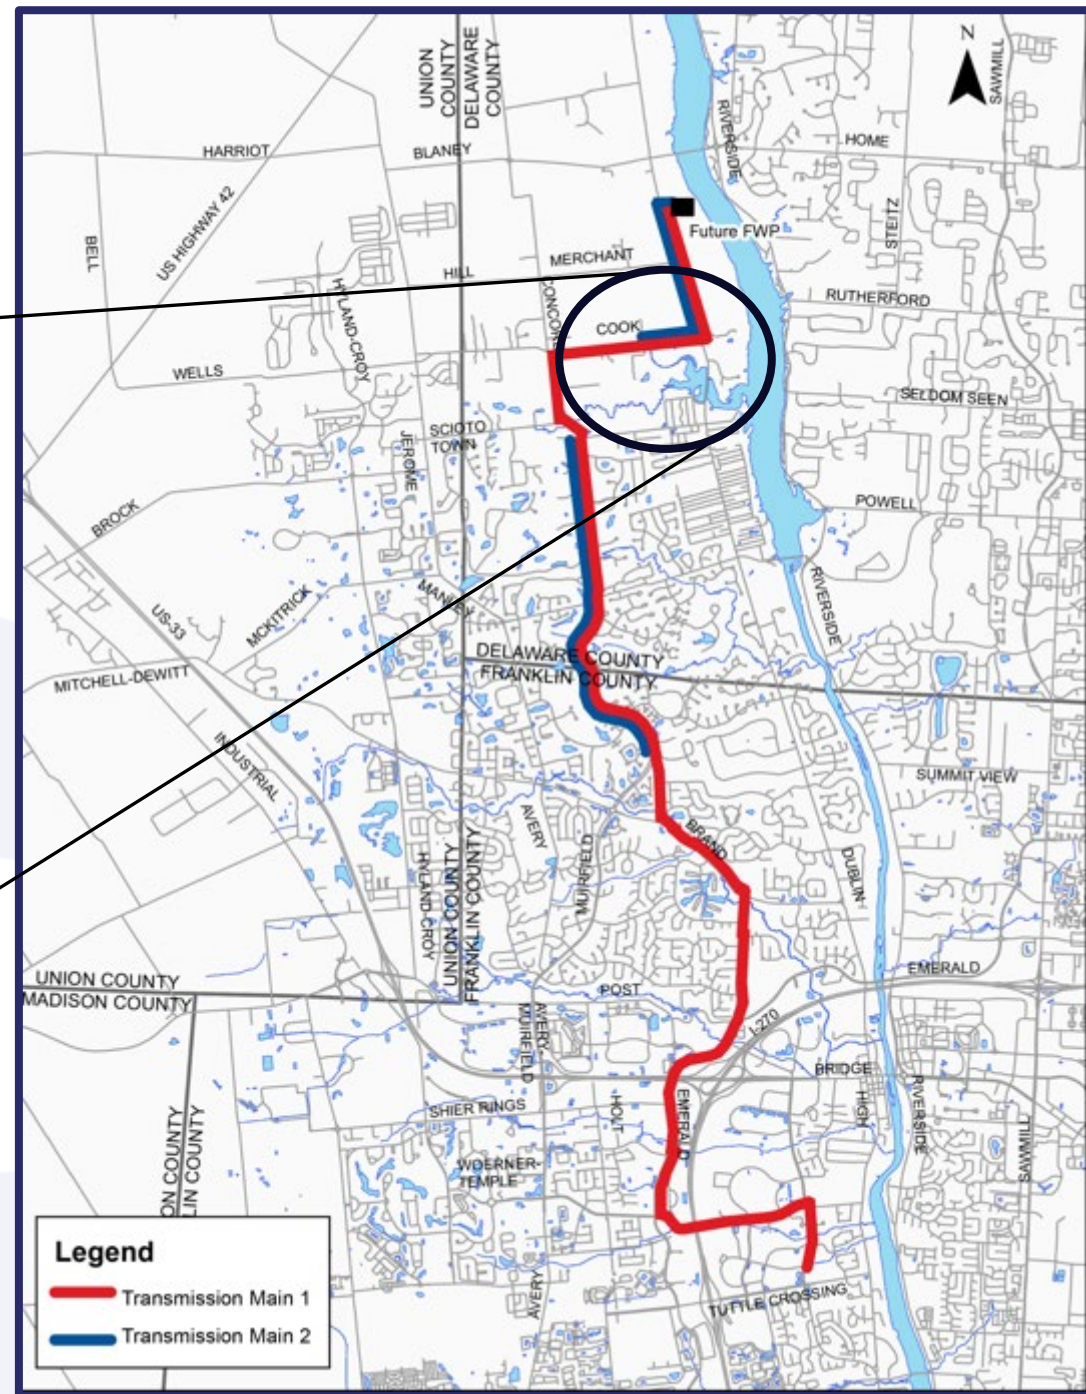 N
SAWMILL
UNION
COUNTY
DELAWARE
COUNTY
RIVERSIDE
HOME
HARRIOT
BLANEY
US HIGHWAY 42
BELL
STEITZ
Future FWP
MERCHANT
HILL
HYLAND-CROY
CONCORD
RUTHERFORD
COOK
WELLS
SELDOM SEEN
SCIOTO
TOWN
JEROME
POWELL
BROCK
MANLEY
RIVERSIDE
US-33
MCKITRICK
DELAWARE COUNTY
FRANKLIN COUNTY
MITCHELL-DEWITT
INDUSTRIAL
SUMMIT VIEW
AVERY
BRAND
MUIRFIELD
DUBLIN
HYLAND-CROY
UNION COUNTY
FRANKLIN COUNTY
EMERALD
UNION COUNTY
MADISON COUNTY
POST
AVERY-
MUIRFIELD
I-270
BRIDGE
EMERALD
HOLT
HIGH
RIVERSIDE
SHIER RINGS
SAWMILL
WOERNER-
TEMPLE
ON COUNTY
LIN COUNTY
AVERY
TUTTLE CROSSING
Legend
Transmission Main 1
Transmission Main 2